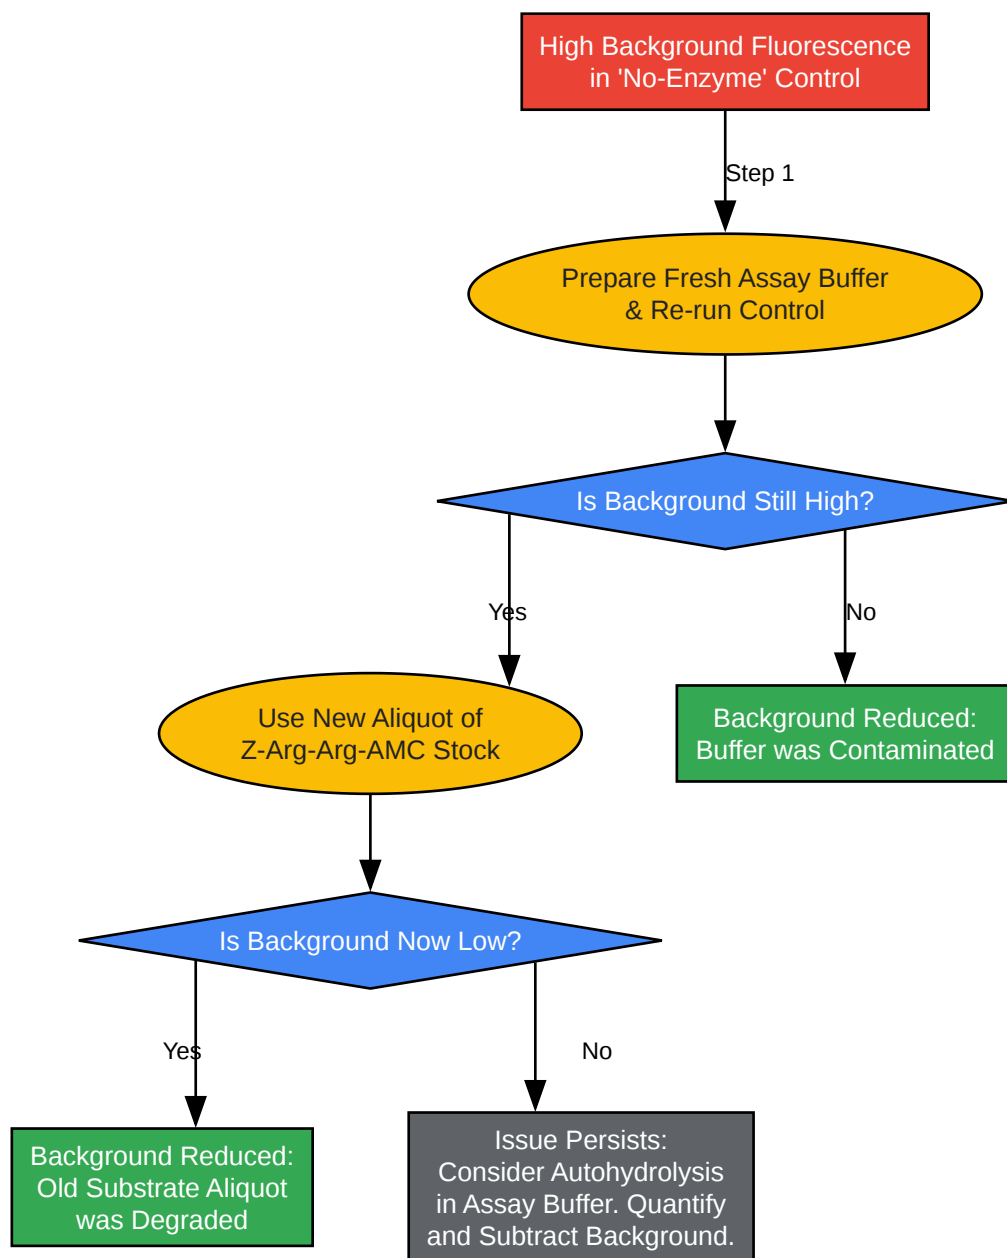 High Background Fluorescence
in 'No-Enzyme' Control
Step 1
Prepare Fresh Assay Buffer
& Re-run Control
Is Background Still High?
Yes
No
Use New Aliquot of
Z-Arg-Arg-AMC Stock
Background Reduced:
Buffer was Contaminated
Is Background Now Low?
Yes
No
Background Reduced:
Old Substrate Aliquot
was Degraded
Issue Persists:
Consider Autohydrolysis
in Assay Buffer. Quantify
and Subtract Background.